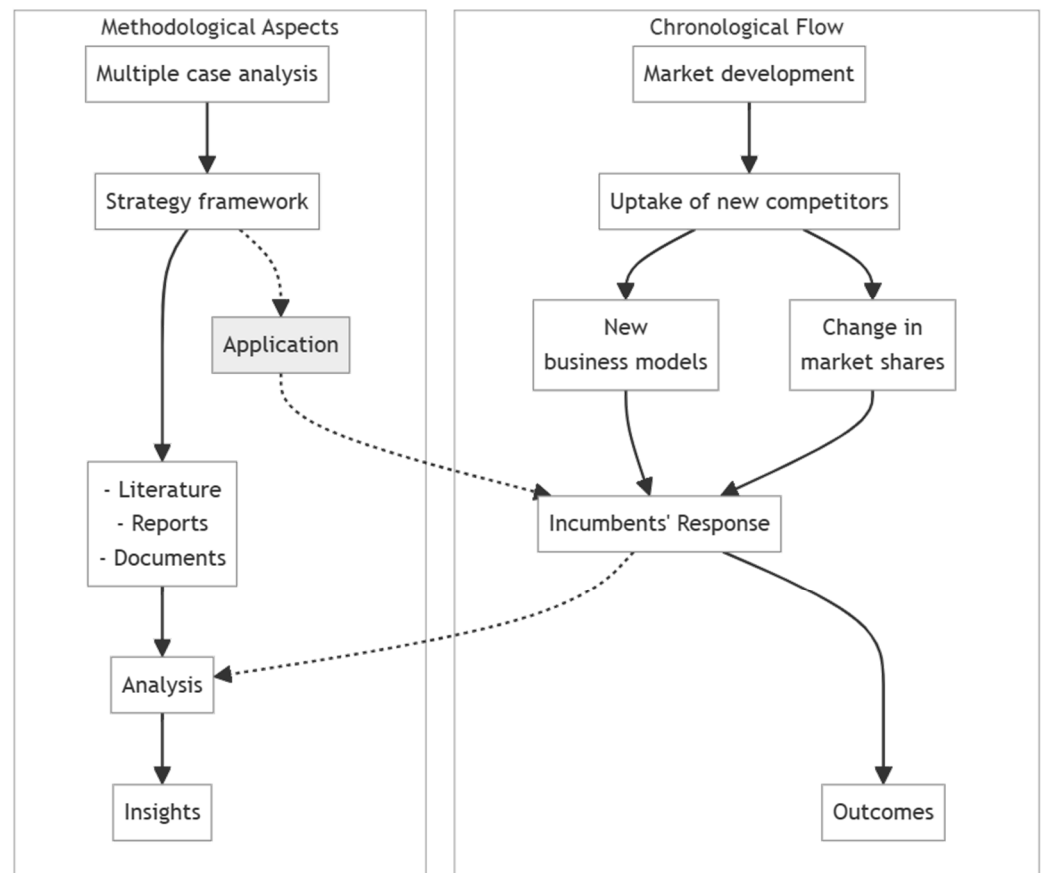 Methodological Aspects
Multiple case analysis
Strategy framework
Application
- Literature
- Reports
- Documents
Analysis
Insights
Chronological Flow
Market development
Uptake of new competitors
New
business models
Change in
market shares
Incumbents' Response
Outcomes